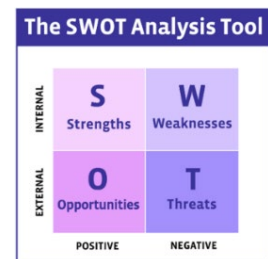 The SWOT Analysis Tool
INTERNAL
S
Strengths
W
Weaknesses
EXTERNAL
O
Opportunities
T
Threats
POSITIVE
NEGATIVE